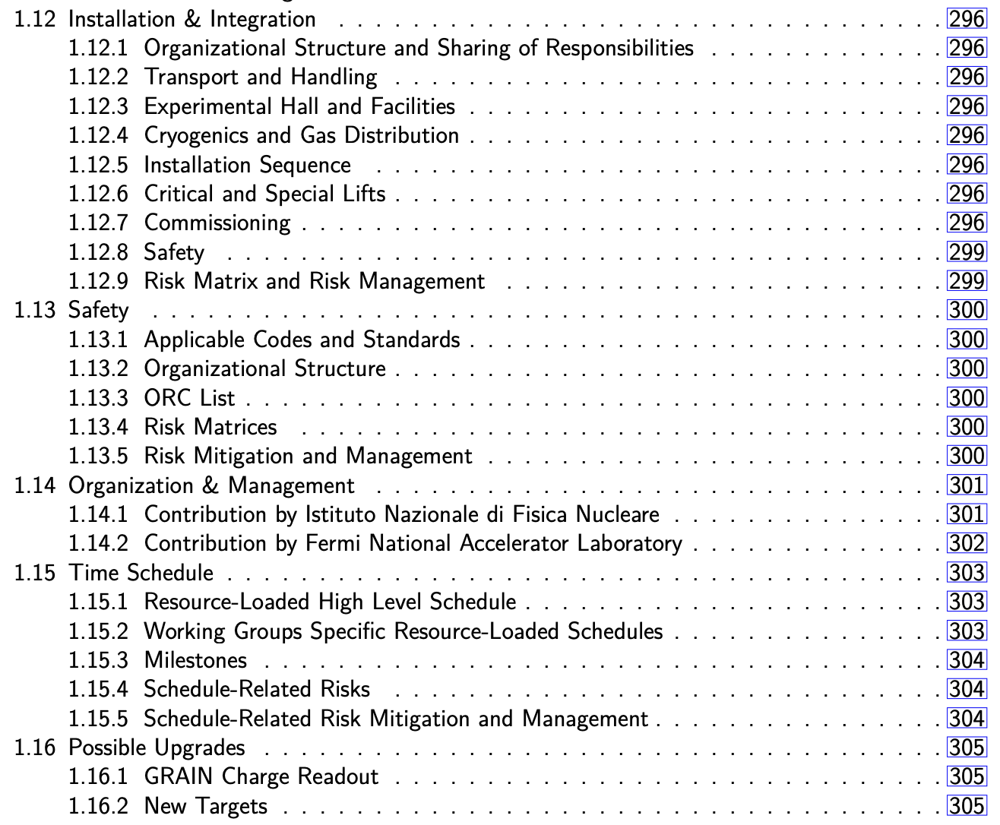 1.12 Installation & Integration . . . . . . . . . . . . . . . . . . . . . . . . . . . . . . . . . 296
1.12.1 Organizational Structure and Sharing of Responsibilities . . . . . . . . . . . . . 296
1.12.2 Transport and Handling . . . . . . . . . . . . . . . . . . . . . . . . . . . . . . 296
1.12.3 Experimental Hall and Facilities . . . . . . . . . . . . . . . . . . . . . . . . . . 296
1.12.4 Cryogenics and Gas Distribution . . . . . . . . . . . . . . . . . . . . . . . . . . 296
1.12.5 Installation Sequence . . . . . . . . . . . . . . . . . . . . . . . . . . . . . . . 296
1.12.6 Critical and Special Lifts . . . . . . . . . . . . . . . . . . . . . . . . . . . . . . 296
1.12.7 Commissioning . . . . . . . . . . . . . . . . . . . . . . . . . . . . . . . . . . . 296
1.12.8 Safety . . . . . . . . . . . . . . . . . . . . . . . . . . . . . . . . . . . . . . . 299
1.12.9 Risk Matrix and Risk Management . . . . . . . . . . . . . . . . . . . . . . . . 299
1.13 Safety . . . . . . . . . . . . . . . . . . . . . . . . . . . . . . . . . . . . . . . . . . . 300
1.13.1 Applicable Codes and Standards . . . . . . . . . . . . . . . . . . . . . . . . . . 300
1.13.2 Organizational Structure . . . . . . . . . . . . . . . . . . . . . . . . . . . . . . 300
1.13.3 ORC List . . . . . . . . . . . . . . . . . . . . . . . . . . . . . . . . . . . . . . 300
1.13.4 Risk Matrices . . . . . . . . . . . . . . . . . . . . . . . . . . . . . . . . . . . 300
1.13.5 Risk Mitigation and Management . . . . . . . . . . . . . . . . . . . . . . . . . 300
1.14 Organization & Management . . . . . . . . . . . . . . . . . . . . . . . . . . . . . . . 301
1.14.1 Contribution by Istituto Nazionale di Fisica Nucleare . . . . . . . . . . . . . . . 301
1.14.2 Contribution by Fermi National Accelerator Laboratory . . . . . . . . . . . . . . 302
1.15 Time Schedule . . . . . . . . . . . . . . . . . . . . . . . . . . . . . . . . . . . . . . . 303
1.15.1 Resource-Loaded High Level Schedule . . . . . . . . . . . . . . . . . . . . . . . 303
1.15.2 Working Groups Specific Resource-Loaded Schedules . . . . . . . . . . . . . . . 303
1.15.3 Milestones . . . . . . . . . . . . . . . . . . . . . . . . . . . . . . . . . . . . . 304
1.15.4 Schedule-Related Risks . . . . . . . . . . . . . . . . . . . . . . . . . . . . . . 304
1.15.5 Schedule-Related Risk Mitigation and Management . . . . . . . . . . . . . . . . 304
1.16 Possible Upgrades . . . . . . . . . . . . . . . . . . . . . . . . . . . . . . . . . . . . . 305
1.16.1 GRAIN Charge Readout . . . . . . . . . . . . . . . . . . . . . . . . . . . . . . 305
1.16.2 New Targets . . . . . . . . . . . . . . . . . . . . . . . . . . . . . . . . . . . . 305